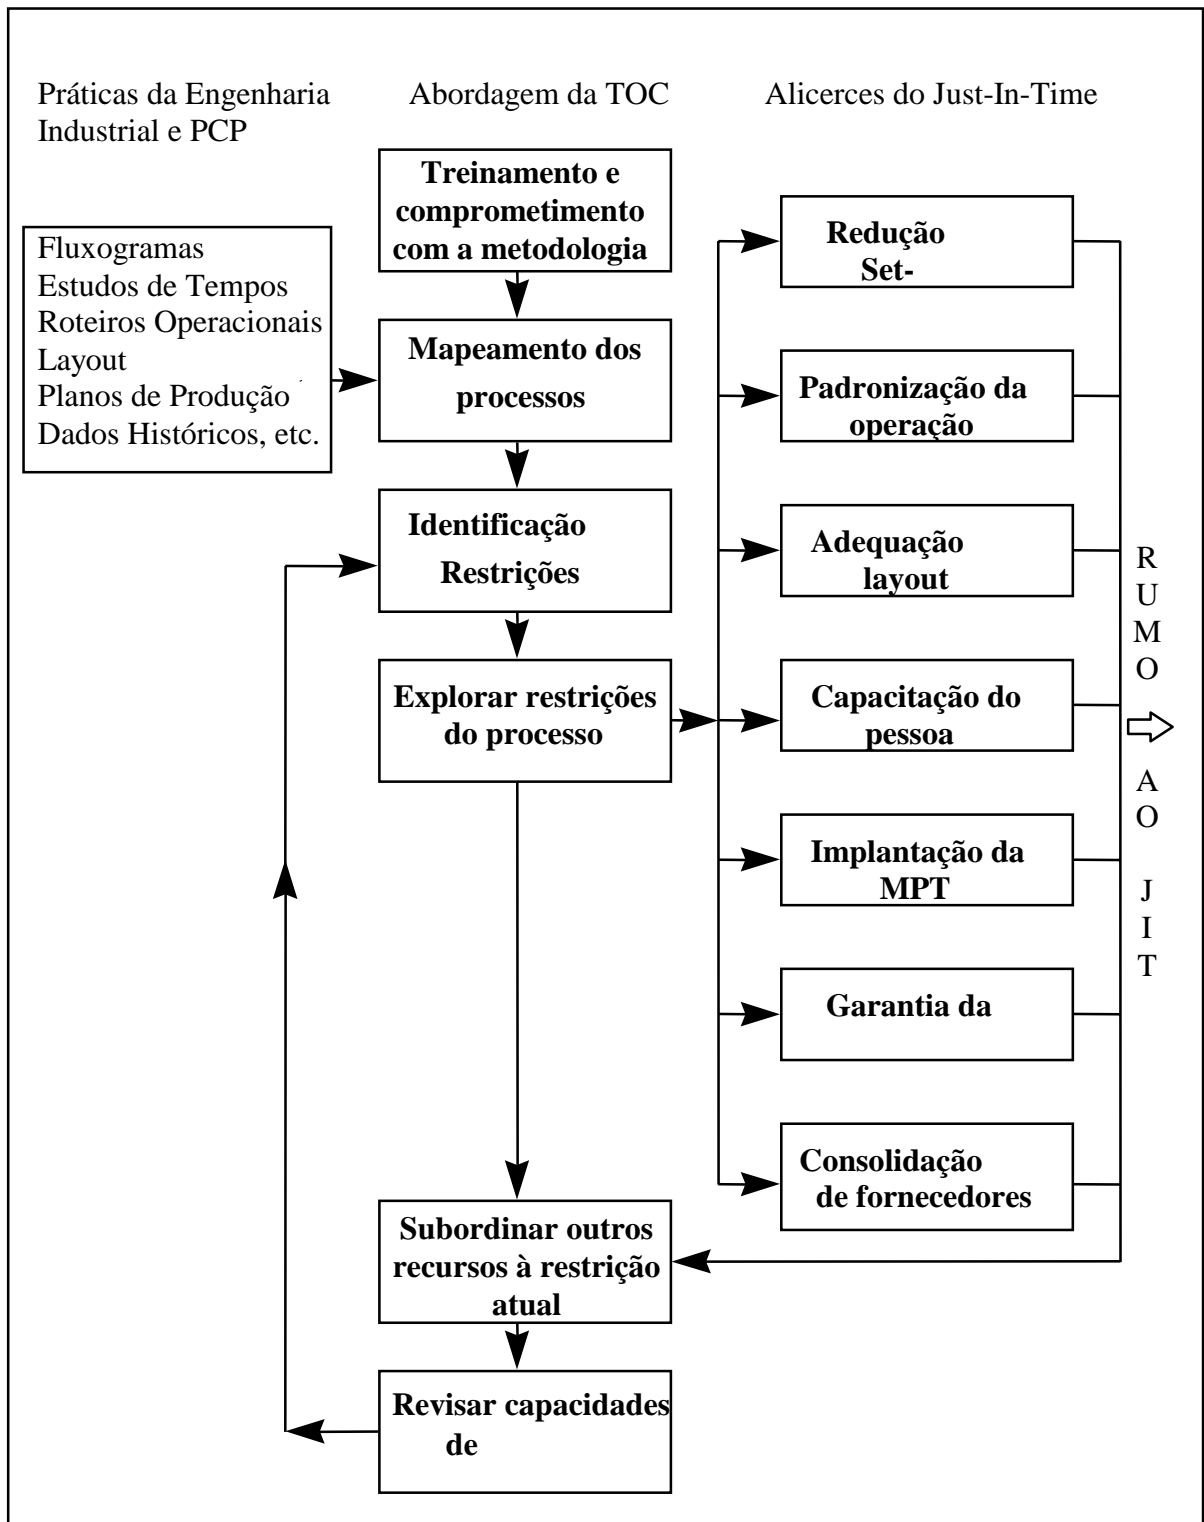 Práticas da Engenharia
Industrial e PCP
Abordagem da TOC
Alicerces do Just-In-Time
Fluxogramas
Estudos de Tempos
Roteiros Operacionais
Layout
Planos de Produção
Dados Históricos, etc.
Treinamento e
comprometimento
com a metodologia
Mapeamento dos
processos
Identificação
Restrições
Explorar restrições
do processo
Subordinar outros
recursos à restrição
atual
Revisar capacidades
de
Redução
Set-
Padronização da
operação
Adequação
layout
Capacitação do
pessoa
Implantação da
MPT
Garantia da
Consolidação
de fornecedores
RUMO
AO
JIT